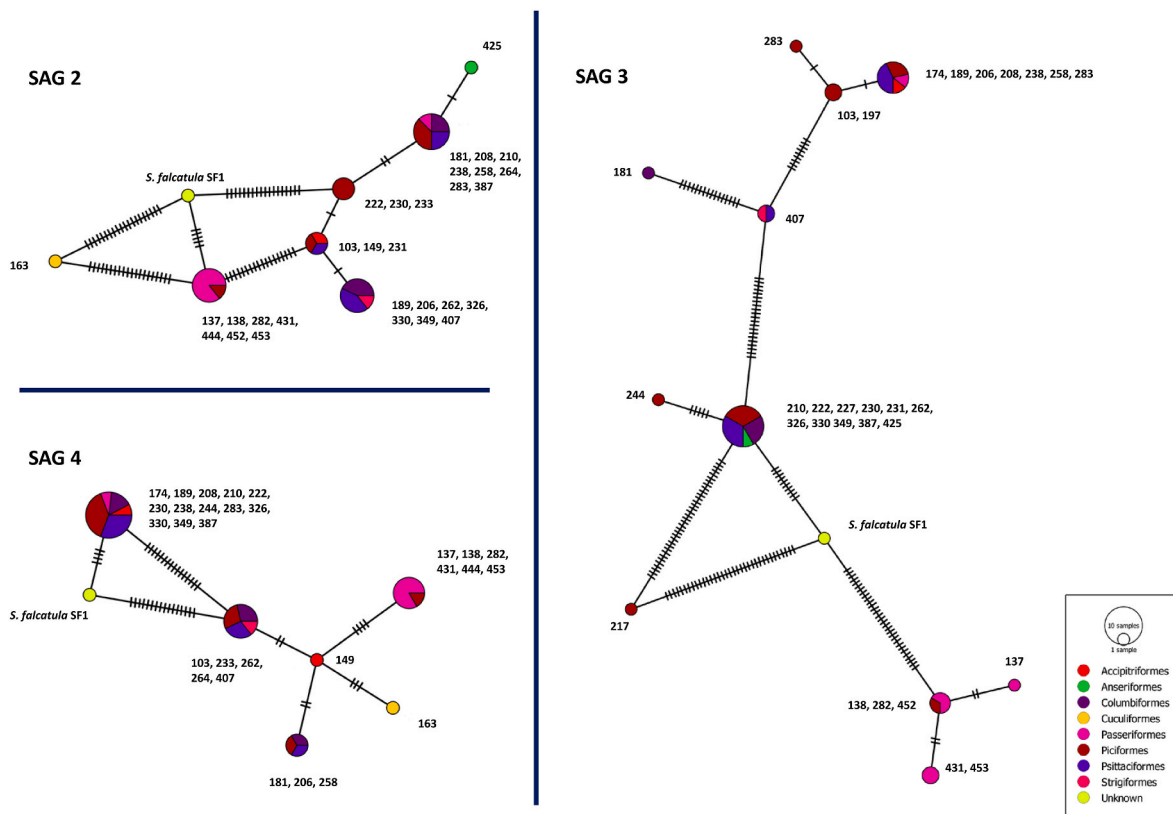 SAG 2
425
181, 208, 210,
238, 258, 264,
283, 387
S. falcatula SF1
222, 230, 233
103, 149, 231
163
137, 138, 282, 431,
444, 452, 453
189, 206, 262, 326,
330, 349, 407
SAG 4
174, 189, 208, 210, 222,
230, 238, 244, 283, 326,
330, 349, 387
137, 138, 282,
431, 444, 453
S. falcatula SF1
103, 233, 262,
264, 407
149
163
181, 206, 258
SAG 3
283
174, 189, 206, 208, 238, 258, 283
103, 197
181
407
244
210, 222, 227, 230, 231, 262,
326, 330 349, 387, 425
S. falcatula SF1
217
137
138, 282, 452
431, 453
10 samples
1 sample
Accipitriformes
Anseriformes
Columbiformes
Cuculiformes
Passeriformes
Piciformes
Psittaciformes
Strigiformes
Unknown